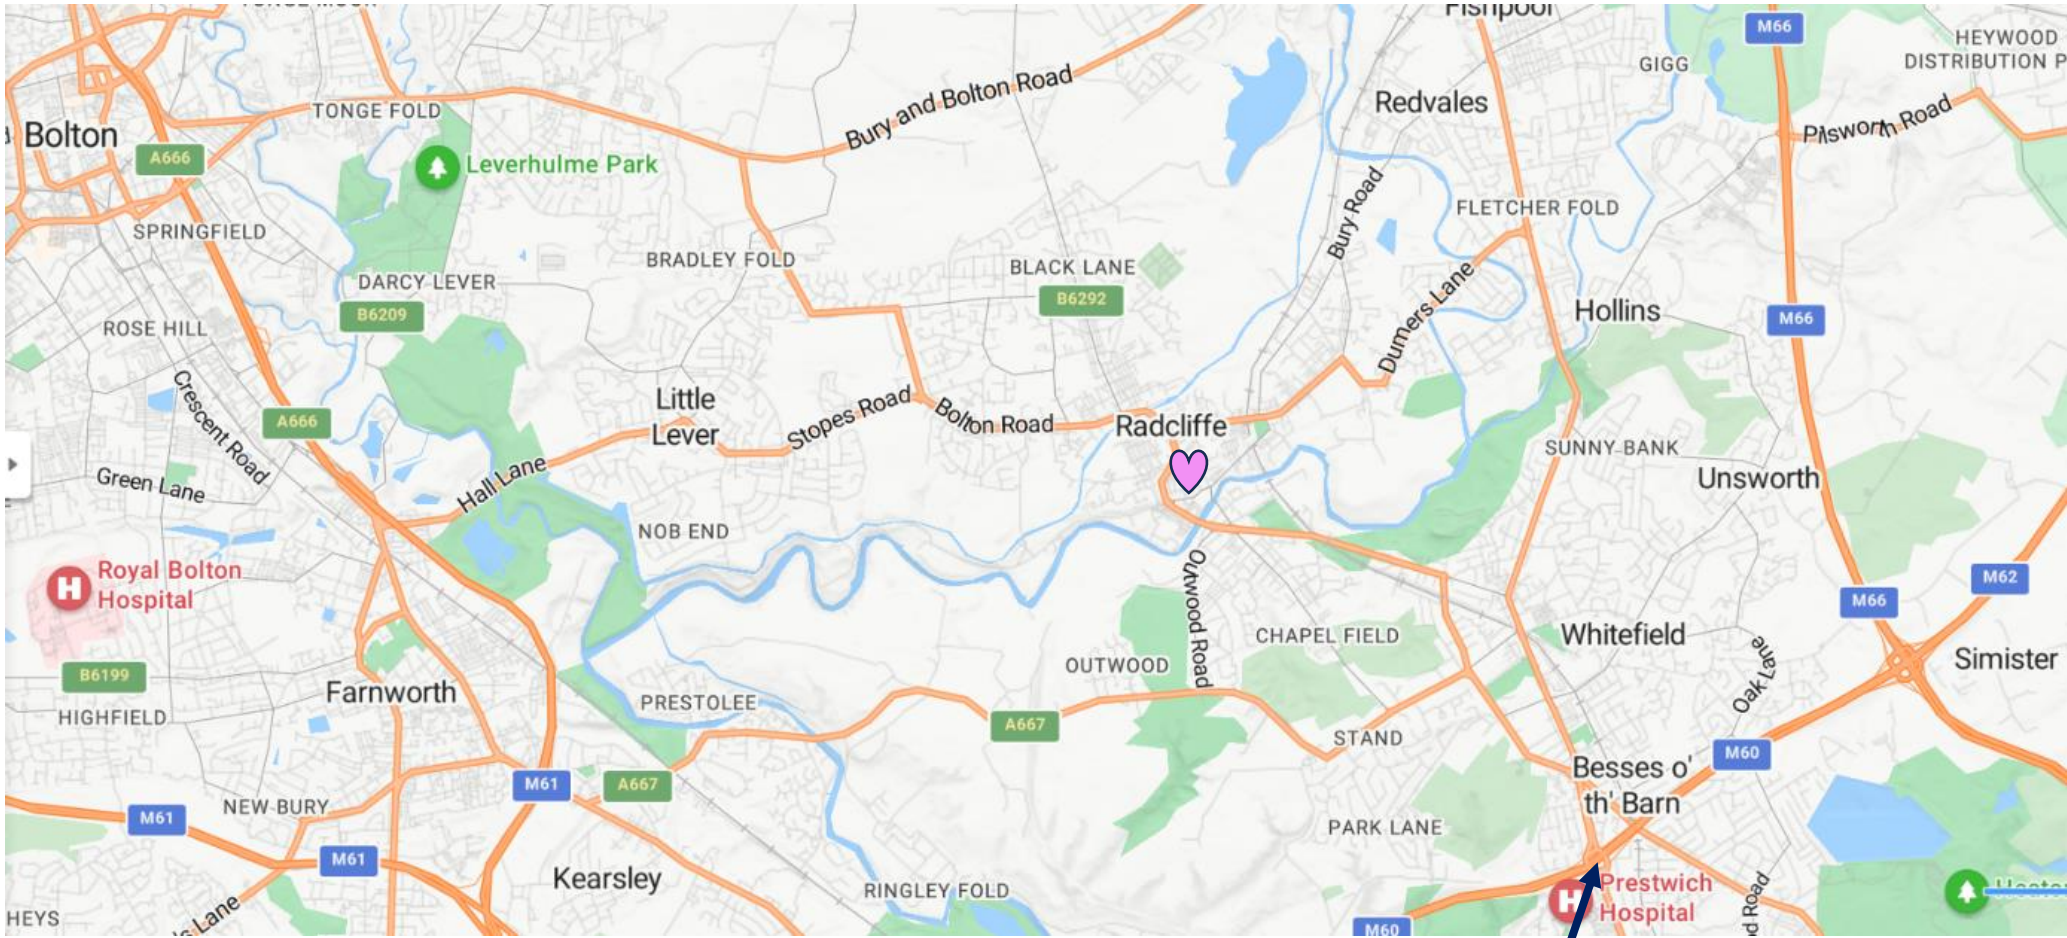 Fishpool
M66
HEYWOOD
DISTRIBUTION P
GIGG
Bury and Bolton Road
Redvales
TONGE FOLD
Pilsworth Road
Bolton
A666
Leverhulme Park
Bury Road
FLETCHER FOLD
SPRINGFIELD
BRADLEY FOLD
BLACK LANE
DARCY LEVER
B6292
B6209
Dumers Lane
Hollins
M66
ROSE HILL
Crescent Road
Little
Lever
Stopes Road
Bolton Road
Radcliffe
A666
SUNNY BANK
Hall Lane
Unsworth
Green Lane
NOB END
Royal Bolton
Hospital
Outwood Road
M62
M66
CHAPEL FIELD
Whitefield
OUTWOOD
Oak Lane
Simister
B6199
Farnworth
PRESTOLEE
HIGHFIELD
A667
STAND
M60
Besses o'
th' Barn
M61
A667
NEW BURY
M61
PARK LANE
M61
Kearsley
RINGLEY FOLD
Prestwich
Hospital
HEYS
's Lane
d Road
M60